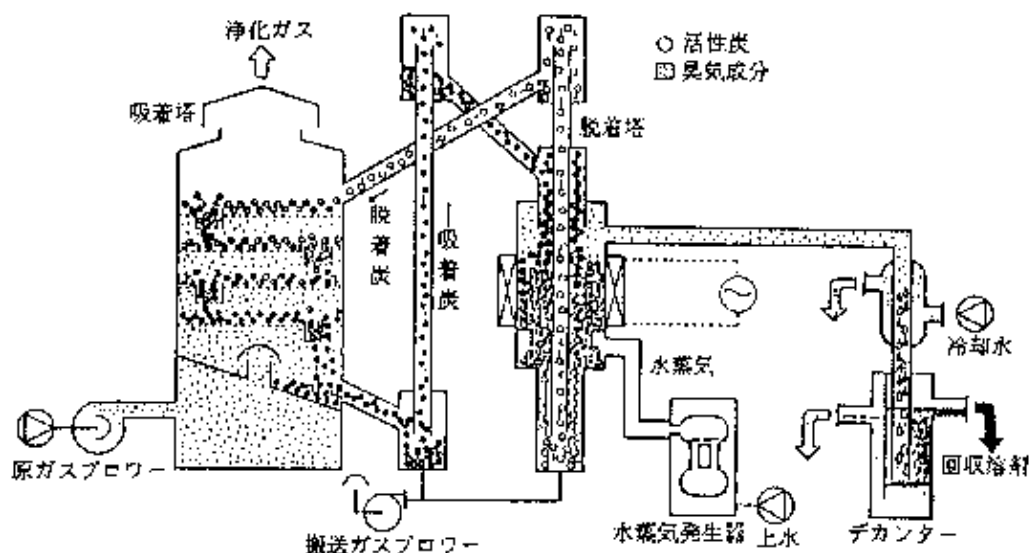 浄化ガス
活性炭
臭気成分
吸着塔
脱着塔
脱着炭
吸着炭
冷却水
水蒸気
原ガスブロワー
回収溶剤
搬送ガスブロワー
水蒸気発生器
上水
デカンター